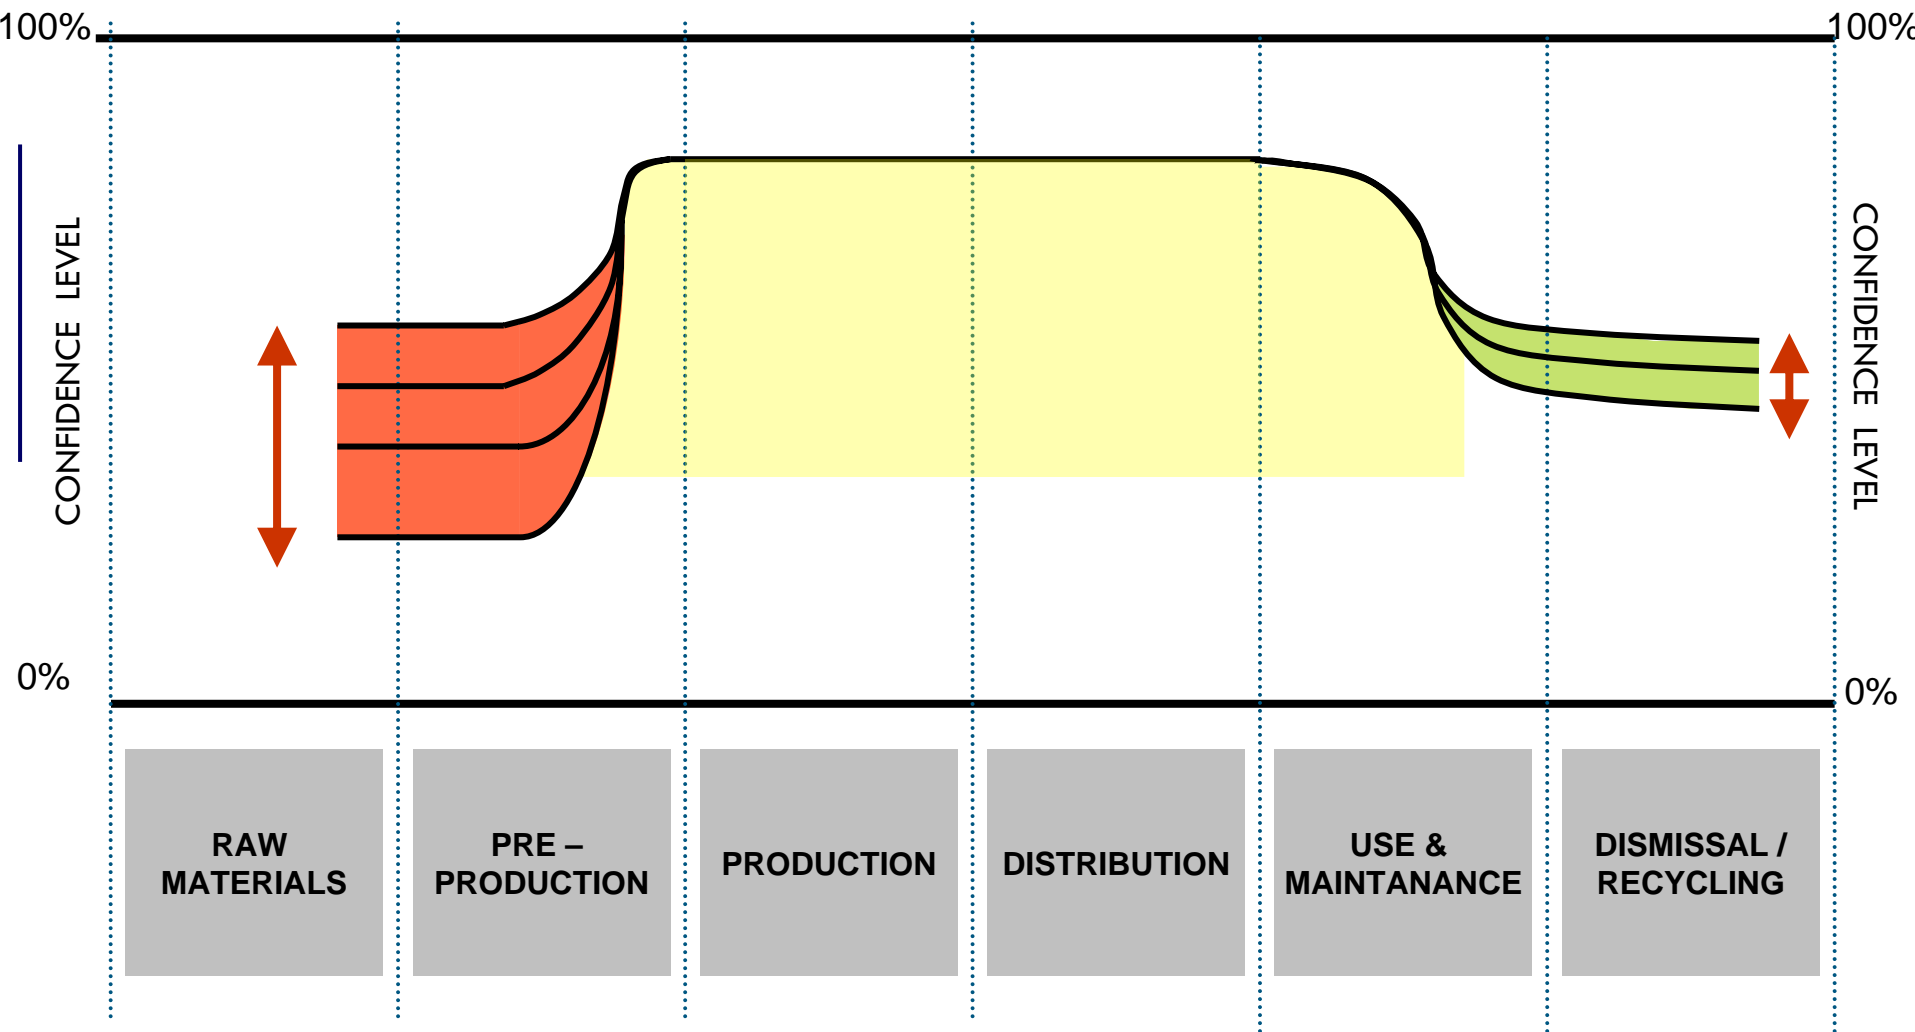 100%
100%
CONFIDENCE LEVEL
CONFIDENCE LEVEL
0%
0%
RAW
MATERIALS
PRE –
PRODUCTION
PRODUCTION
DISTRIBUTION
USE &
MAINTANANCE
DISMISSAL /
RECYCLING